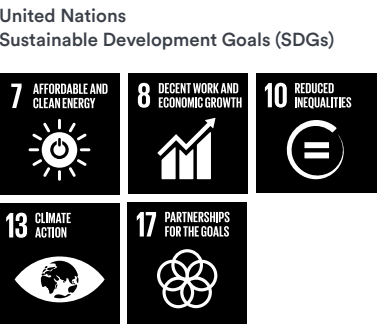 United Nations
Sustainable Development Goals (SDGs)
7 AFFORDABLE AND
CLEAN ENERGY
8 DECENT WORK AND
ECONOMIC GROWTH
10 REDUCED
INEQUALITIES
13 CLIMATE
ACTION
17 PARTNERSHIPS
FOR THE GOALS